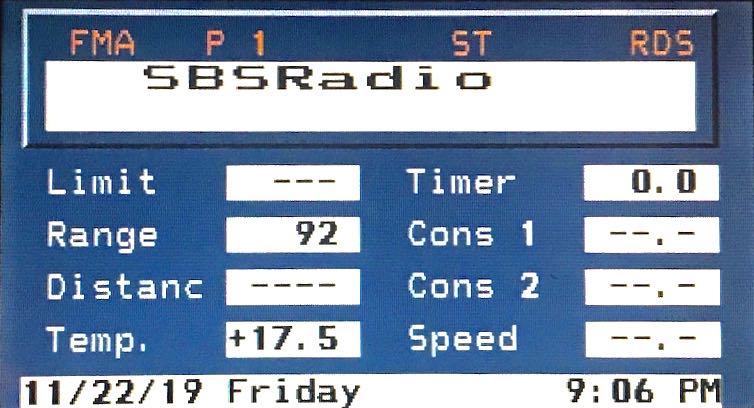 FMA P 1 ST RDS
SBSRadio
Limit --- Timer 0.0
Range 92 Cons 1 --.-
Distanc ---- Cons 2 --.-
Temp. +17.5 Speed --.-
11/22/19 Friday 9:06 PM